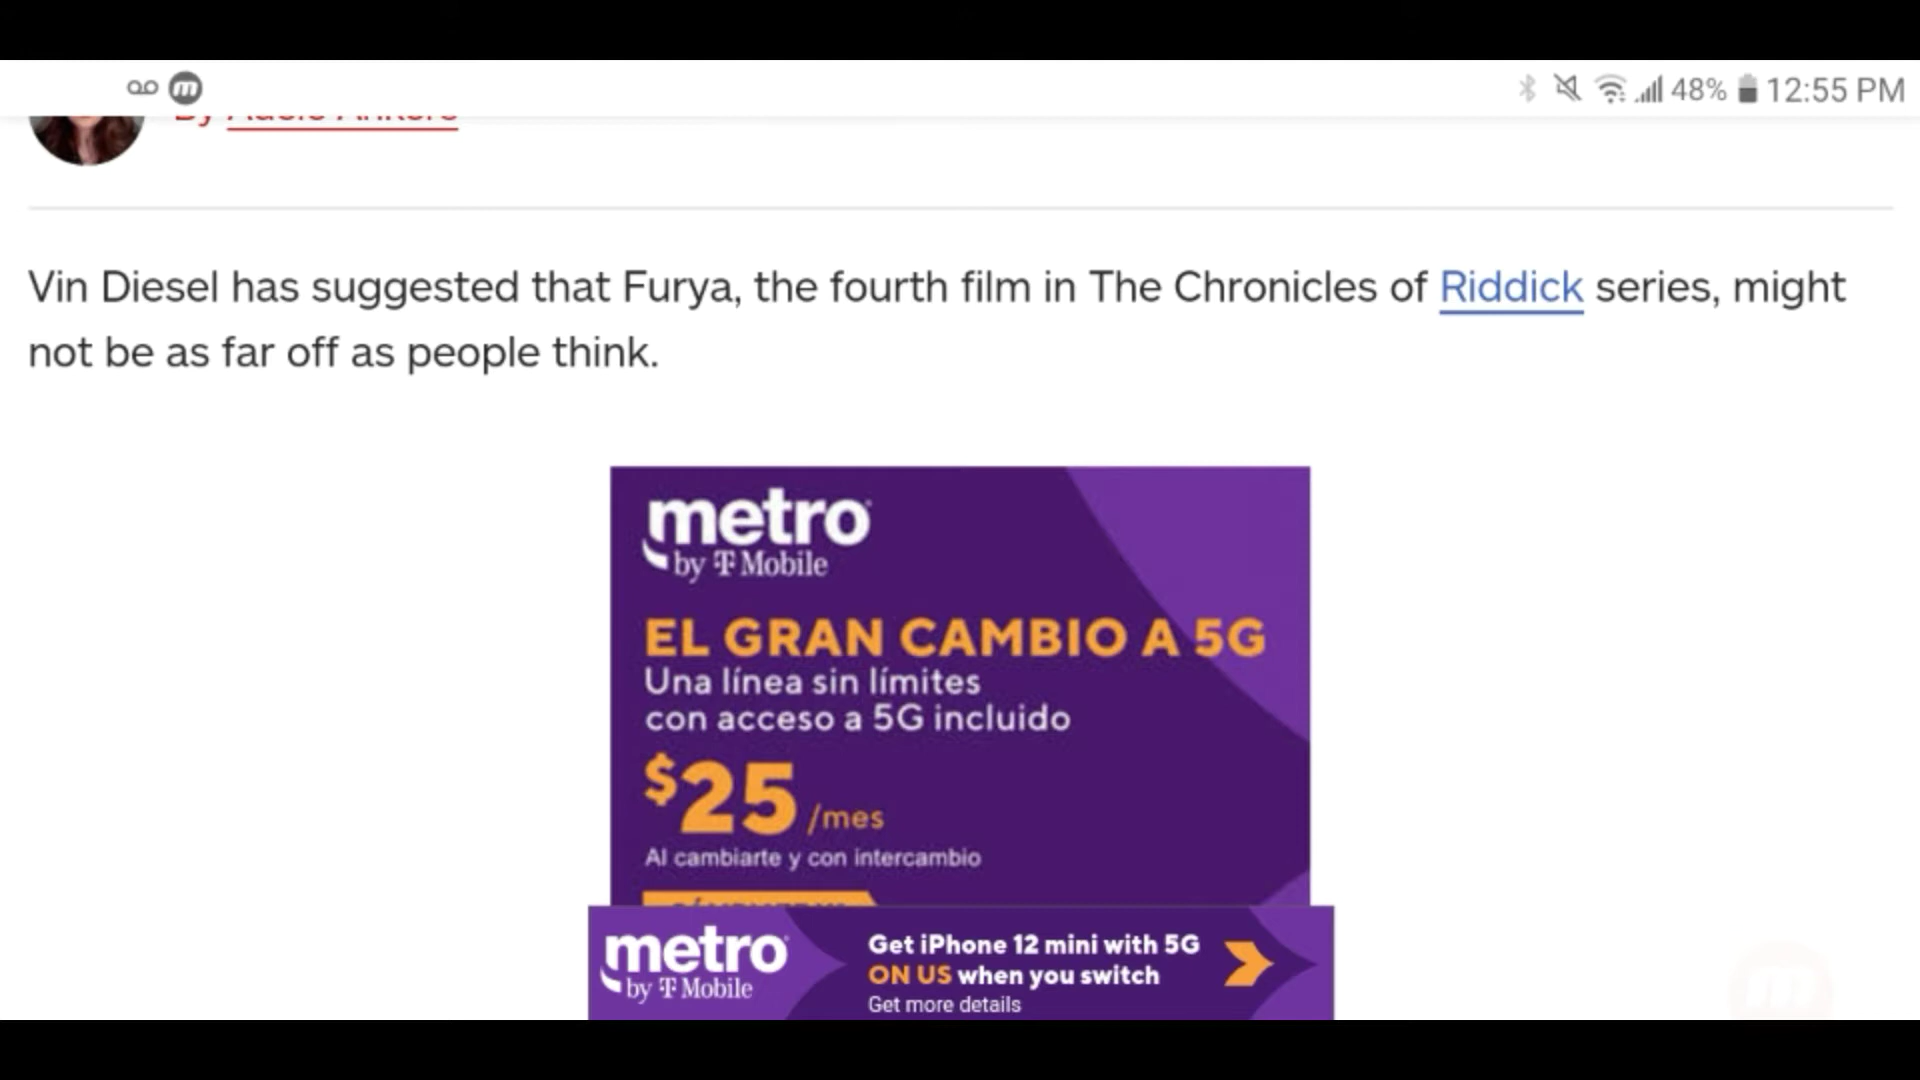 48% 12:55 PM
By Adele Ankers
Vin Diesel has suggested that Furya, the fourth film in The Chronicles of Riddick series, might
not be as far off as people think.
metro
by T Mobile
EL GRAN CAMBIO A 5G
Una línea sin límites
con acceso a 5G incluido
$25 /mes
Al cambiarte y con intercambio
metro
by T Mobile
Get iPhone 12 mini with 5G
ON US when you switch
Get more details